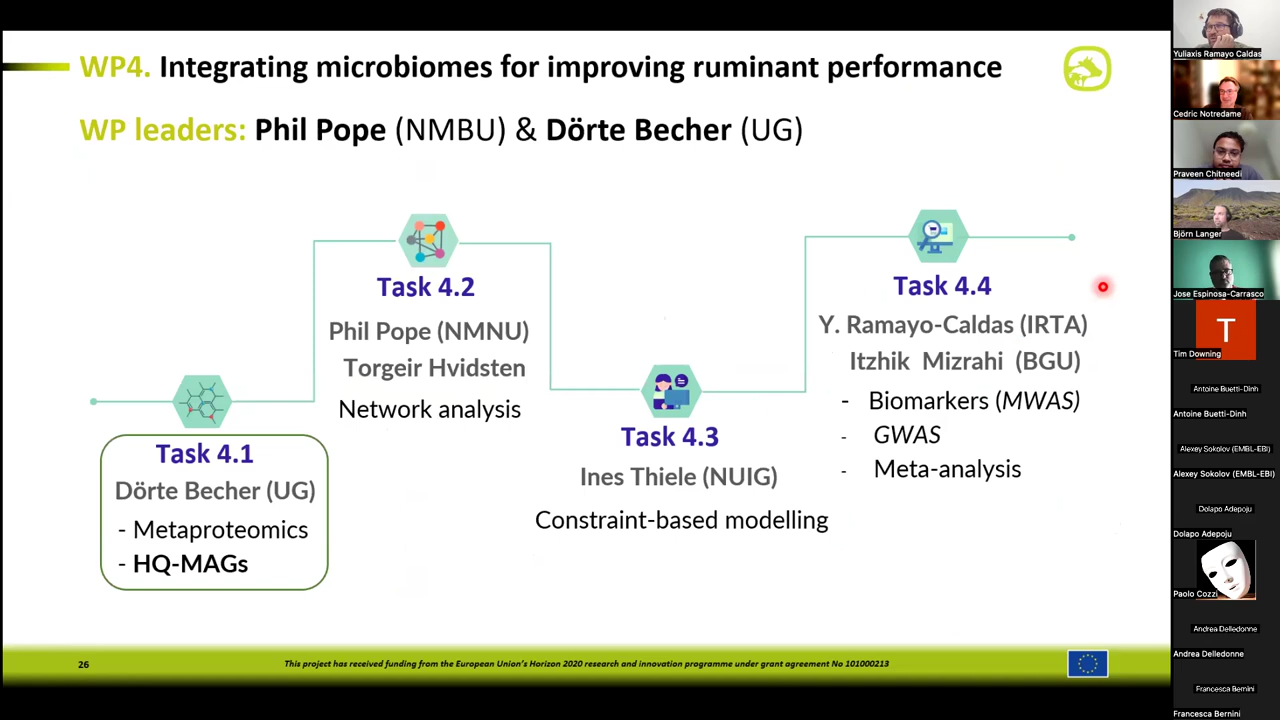 WP4. Integrating microbiomes for improving ruminant performance
WP leaders: Phil Pope (NMBU) & Dörte Becher (UG)
Task 4.1
Dörte Becher (UG)
- Metaproteomics
- HQ-MAGs
Task 4.2
Phil Pope (NMNU)
Torgeir Hvidsten
Network analysis
Task 4.3
Ines Thiele (NUIG)
Constraint-based modelling
Task 4.4
Y. Ramayo-Caldas (IRTA)
Itzhik Mizrahi (BGU)
- Biomarkers (MWAS)
- GWAS
- Meta-analysis
26
This project has received funding from the European Union's Horizon 2020 research and innovation programme under grant agreement No 101000213
Yuliaxis Ramayo Caldas
Cedric Notredame
Praveen Chitneedi
Björn Langer
Jose Espinosa-Carrasco
T
Tim Downing
Antoine Buetti-Dinh
Antoine Buetti-Dinh
Alexey Sokolov (EMBL-EBI)
Alexey Sokolov (EMBL-EBI)
Dolapo Adepoju
Dolapo Adepoju
Paolo Cozzi
Andrea Delledonne
Andrea Delledonne
Francesca Bernini
Francesca Bernini